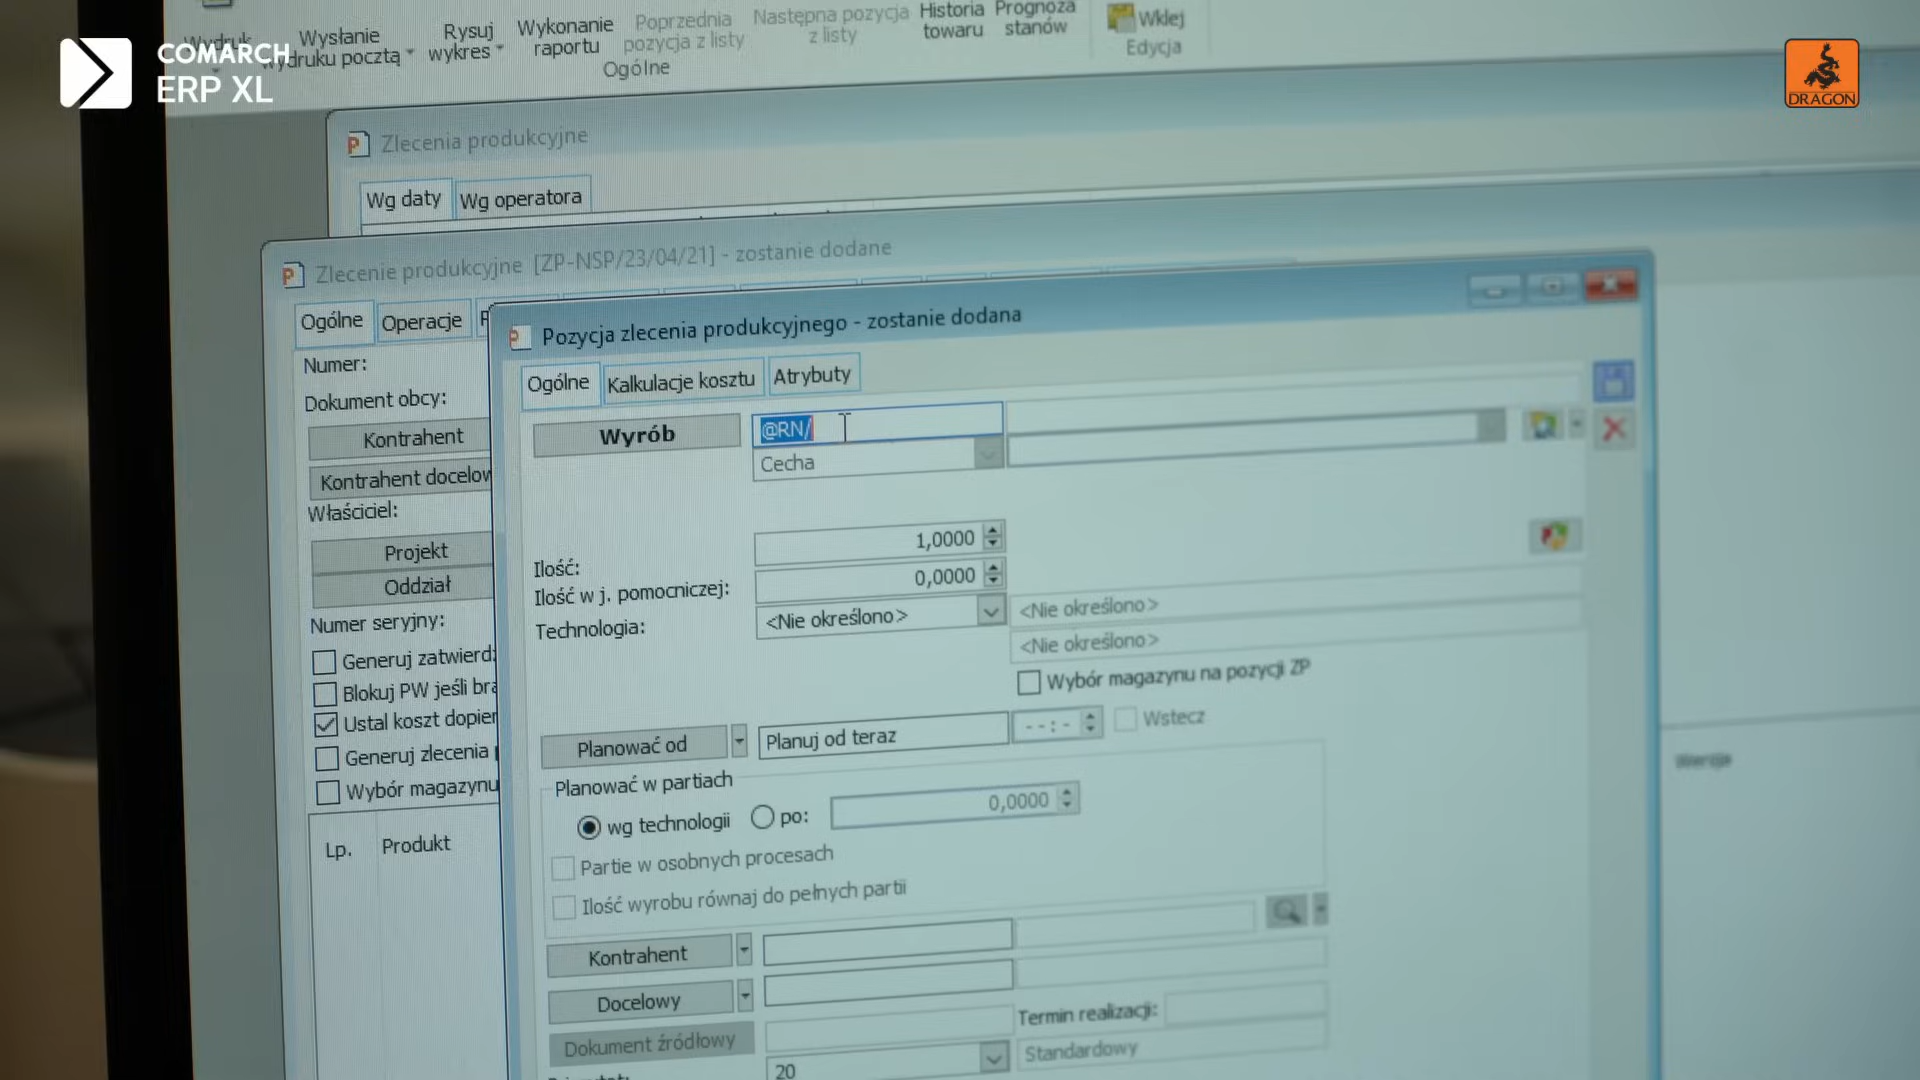 COMARCH
ERP XL
DRAGON
Wydruk
Wysłanie
wydruku pocztą
Rysuj
wykres
Wykonanie
raportu
Poprzednia
pozycja z listy
Następna pozycja
z listy
Historia
towaru
Prognoza
stanów
Wklej
Ogólne
Edycja
Zlecenia produkcyjne
Wg daty
Wg operatora
Zlecenie produkcyjne [ZP-NSP/23/04/21] - zostanie dodane
Ogólne
Operacje
Numer:
Dokument obcy:
Kontrahent
Kontrahent docelow
Właściciel:
Projekt
Oddział
Numer seryjny:
Generuj zatwierd
Blokuj PW jeśli bra
Ustal koszt dopier
Generuj zlecenia
Wybór magazynu
Lp.
Produkt
Pozycja zlecenia produkcyjnego - zostanie dodana
Ogólne
Kalkulacje kosztu
Atrybuty
Wyrób
@RN/
Cecha
Ilość:
1,0000
Ilość w j. pomocniczej:
0,0000
Technologia:
<Nie określono>
<Nie określono>
<Nie określono>
Wybór magazynu na pozycji ZP
Planować od
Planuj od teraz
--:-
Wstecz
Planować w partiach
wg technologii
po:
0,0000
Partie w osobnych procesach
Ilość wyrobu równaj do pełnych partii
Kontrahent
Docelowy
Dokument źródłowy
Termin realizacji:
20
Standardowy
Wersja